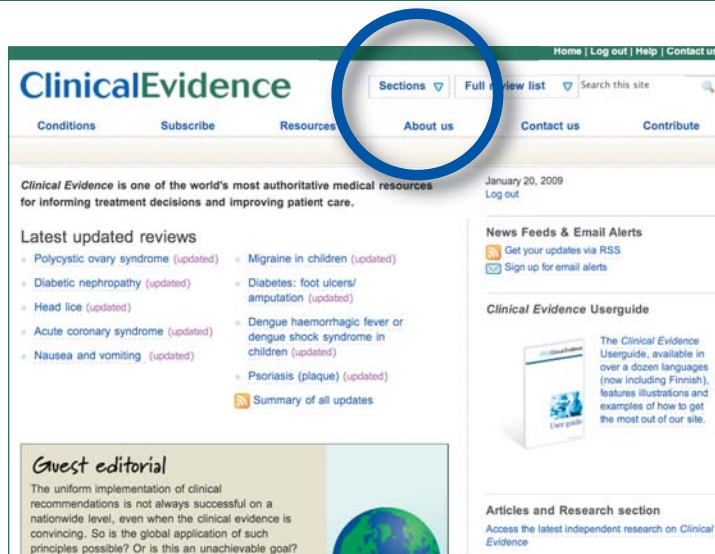 Home | Log out | Help | Contact us
ClinicalEvidence
Sections
Full review list
Search this site
Conditions
Subscribe
Resources
About us
Contact us
Contribute
Clinical Evidence is one of the world's most authoritative medical resources
for informing treatment decisions and improving patient care.
Latest updated reviews
Polycystic ovary syndrome (updated)
Diabetic nephropathy (updated)
Head lice (updated)
Acute coronary syndrome (updated)
Nausea and vomiting (updated)
Migraine in children (updated)
Diabetes: foot ulcers/
amputation (updated)
Dengue haemorrhagic fever or
dengue shock syndrome in
children (updated)
Psoriasis (plaque) (updated)
Summary of all updates
Guest editorial
The uniform implementation of clinical
recommendations is not always successful on a
nationwide level, even when the clinical evidence is
convincing. So is the global application of such
principles possible? Or is this an unachievable goal?
January 20, 2009
Log out
News Feeds & Email Alerts
Get your updates via RSS
Sign up for email alerts
Clinical Evidence Userguide
User guide
The Clinical Evidence
Userguide, available in
over a dozen languages
(now including Finnish),
features illustrations and
examples of how to get
the most out of our site.
Articles and Research section
Access the latest independent research on Clinical
Evidence